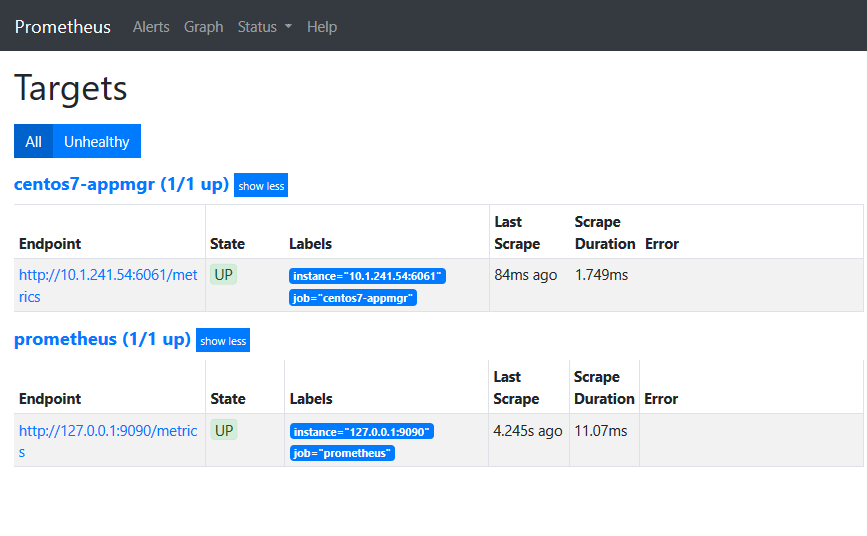 Prometheus Alerts Graph Status Help
Targets
All Unhealthy
centos7-appmgr (1/1 up) show less
Last Scrape
Endpoint State Labels Scrape Duration Error
http://10.1.241.54:6061/met UP instance="10.1.241.54:6061" 84ms ago 1.749ms
rics job="centos7-appmgr"
prometheus (1/1 up) show less
Last Scrape
Endpoint State Labels Scrape Duration Error
http://127.0.0.1:9090/metric UP instance="127.0.0.1:9090" 4.245s ago 11.07ms
s job="prometheus"